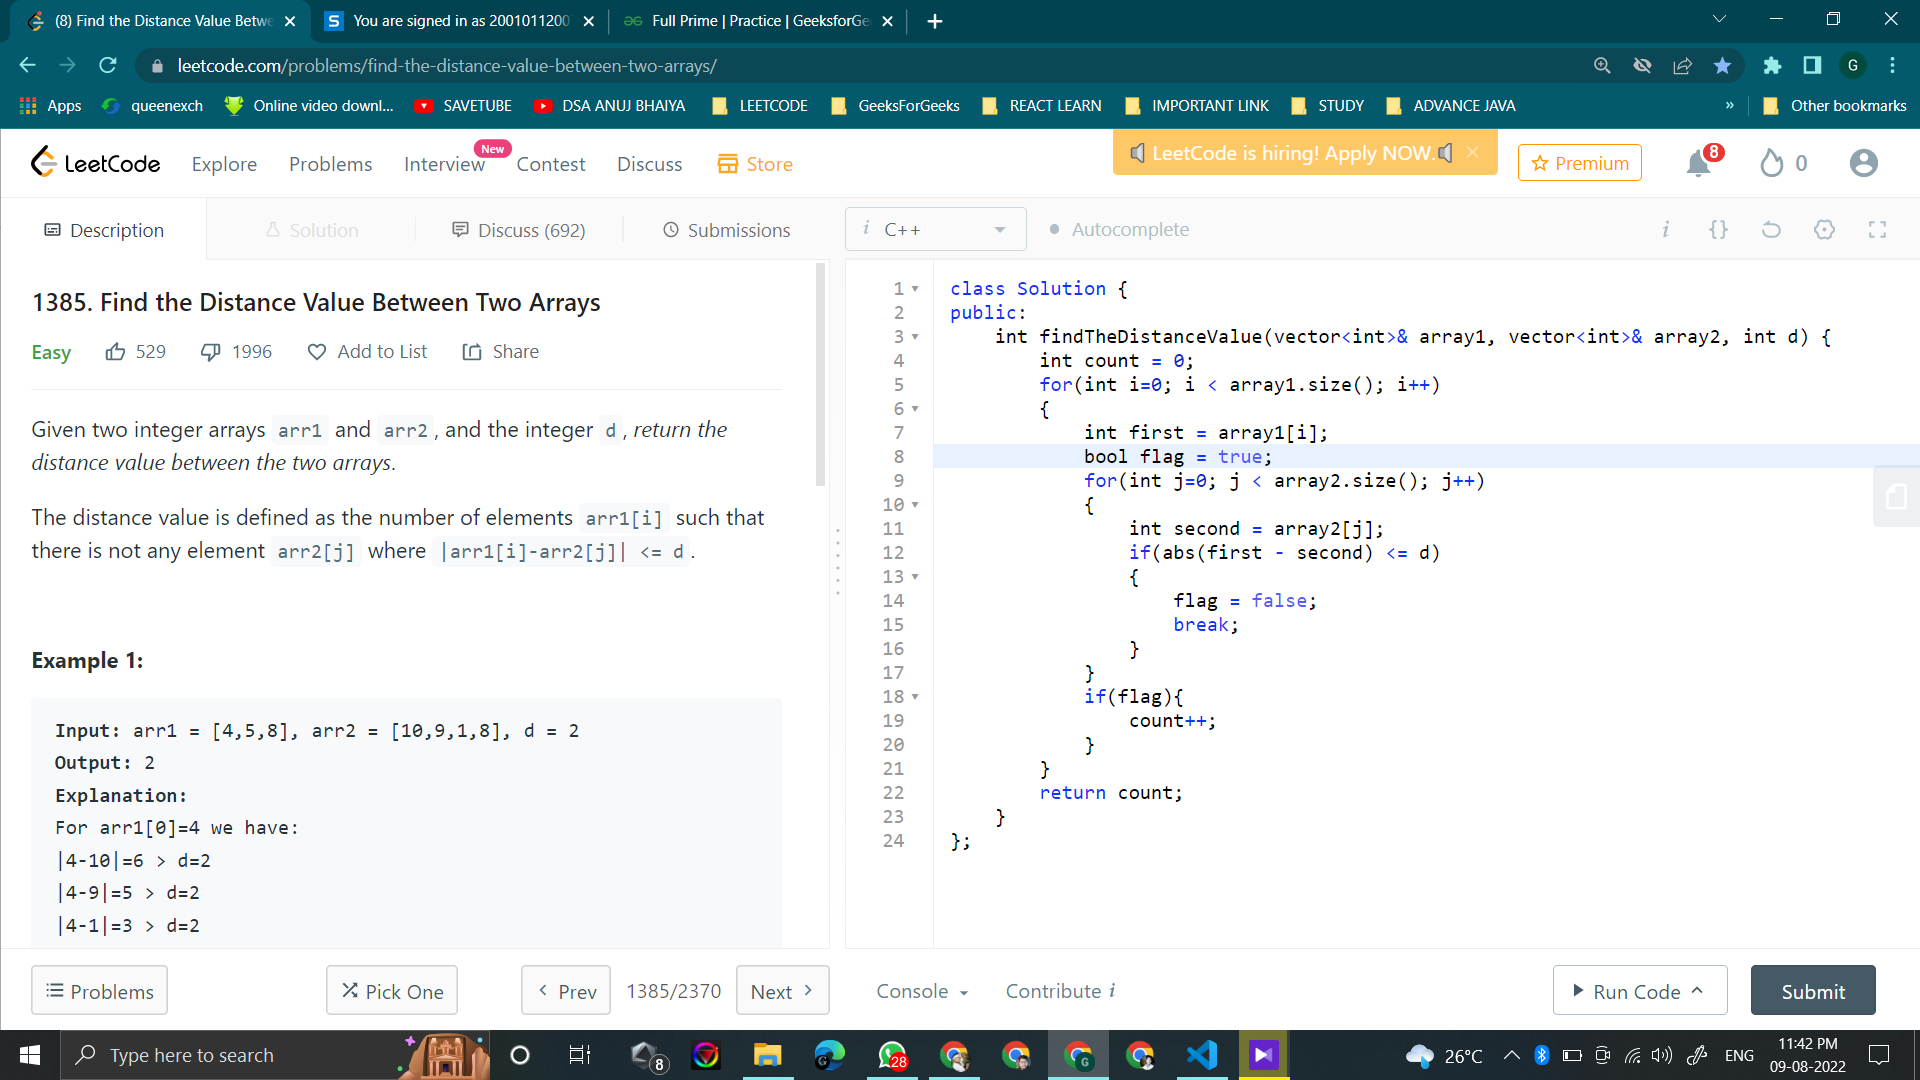 (8) Find the Distance Value Betwe
You are signed in as 2001011200
Full Prime | Practice | GeeksforGe
leetcode.com/problems/find-the-distance-value-between-two-arrays/
G
Apps
queenexch
Online video downl...
SAVETUBE
DSA ANUJ BHAIYA
LEETCODE
GeeksForGeeks
REACT LEARN
IMPORTANT LINK
STUDY
ADVANCE JAVA
»
Other bookmarks
LeetCode
Explore
Problems
Interview
New
Contest
Discuss
Store
LeetCode is hiring! Apply NOW.
Premium
8
0
Description
Solution
Discuss (692)
Submissions
i C++
Autocomplete
i {}
1385. Find the Distance Value Between Two Arrays
Easy
529
1996
Add to List
Share
Given two integer arrays arr1 and arr2, and the integer d, return the
distance value between the two arrays.
The distance value is defined as the number of elements arr1[i] such that
there is not any element arr2[j] where |arr1[i]-arr2[j]| <= d.
Example 1:
Input: arr1 = [4,5,8], arr2 = [10,9,1,8], d = 2
Output: 2
Explanation:
For arr1[0]=4 we have:
|4-10|=6 > d=2
|4-9|=5 > d=2
|4-1|=3 > d=2
1 class Solution {
2 public:
3 int findTheDistanceValue(vector<int>& array1, vector<int>& array2, int d) {
4 int count = 0;
5 for(int i=0; i < array1.size(); i++)
6 {
7 int first = array1[i];
8 bool flag = true;
9 for(int j=0; j < array2.size(); j++)
10 {
11 int second = array2[j];
12 if(abs(first - second) <= d)
13 {
14 flag = false;
15 break;
16 }
17 }
18 if(flag){
19 count++;
20 }
21 }
22 return count;
23 }
24 };
Problems
Pick One
Prev
1385/2370
Next
Console
Contribute i
Run Code
Submit
Type here to search
8
28
26°C
ENG
11:42 PM
09-08-2022